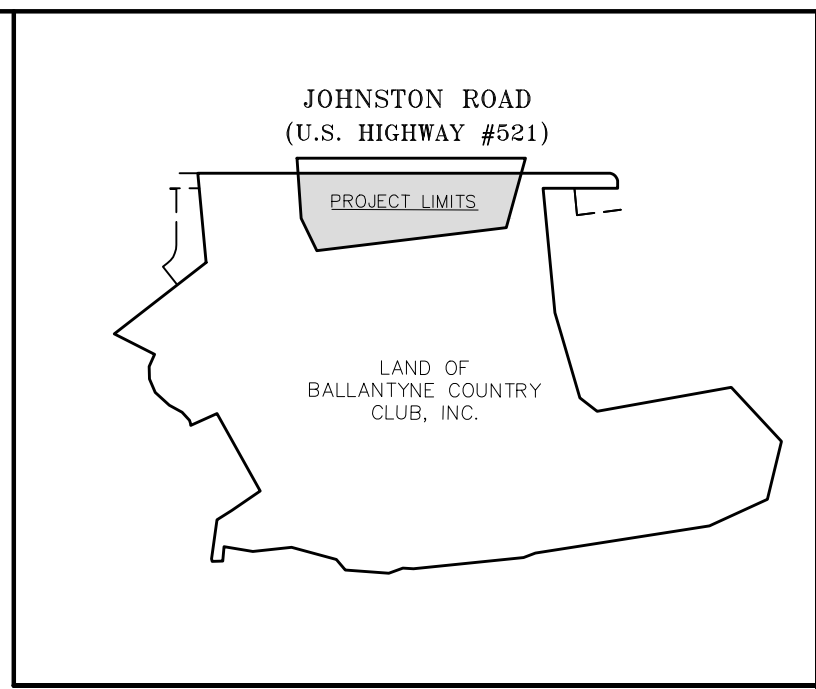 JOHNSTON ROAD
(U.S. HIGHWAY #521)
PROJECT LIMITS
LAND OF
BALLANTYNE COUNTRY
CLUB, INC.